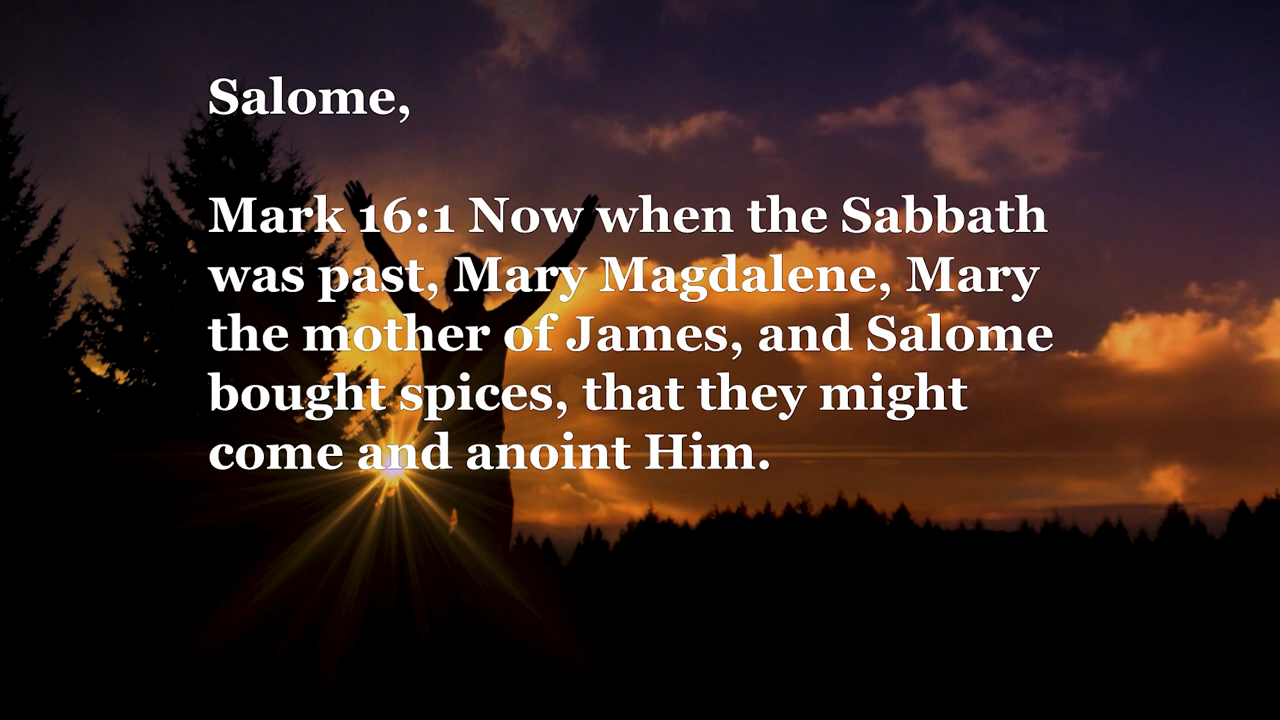 Salome,
Mark 16:1 Now when the Sabbath
was past, Mary Magdalene, Mary
the mother of James, and Salome
bought spices, that they might
come and anoint Him.